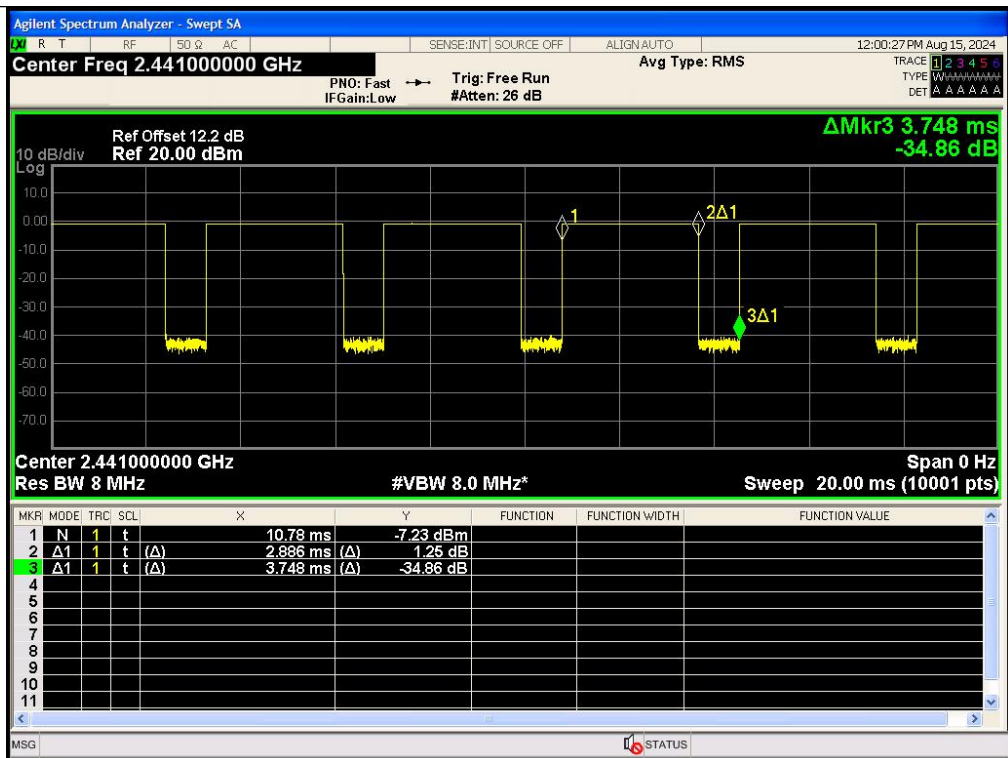 Agilent Spectrum Analyzer - Swept SA
LXI R T RF 50 Ω AC SENSE:INT SOURCE OFF ALIGN AUTO 12:00:27 PM Aug 15, 2024
Center Freq 2.441000000 GHz Avg Type: RMS TRACE 1 2 3 4 5 6
PNO: Fast Trig: Free Run TYPE WWWWWW
IFGain:Low #Atten: 26 dB DET A A A A A A
Ref Offset 12.2 dB ΔMkr3 3.748 ms
10 dB/div Ref 20.00 dBm -34.86 dB
Log
10.0
0.00
-10.0
-20.0
-30.0
-40.0
-50.0
-60.0
-70.0
1
2Δ1
3Δ1
Center 2.441000000 GHz Span 0 Hz
Res BW 8 MHz #VBW 8.0 MHz* Sweep 20.00 ms (10001 pts)
MKR MODE TRC SCL X Y FUNCTION FUNCTION WIDTH FUNCTION VALUE
1 N 1 t 10.78 ms -7.23 dBm
2 Δ1 1 t (Δ) 2.886 ms (Δ) 1.25 dB
3 Δ1 1 t (Δ) 3.748 ms (Δ) -34.86 dB
4
5
6
7
8
9
10
11
MSG STATUS